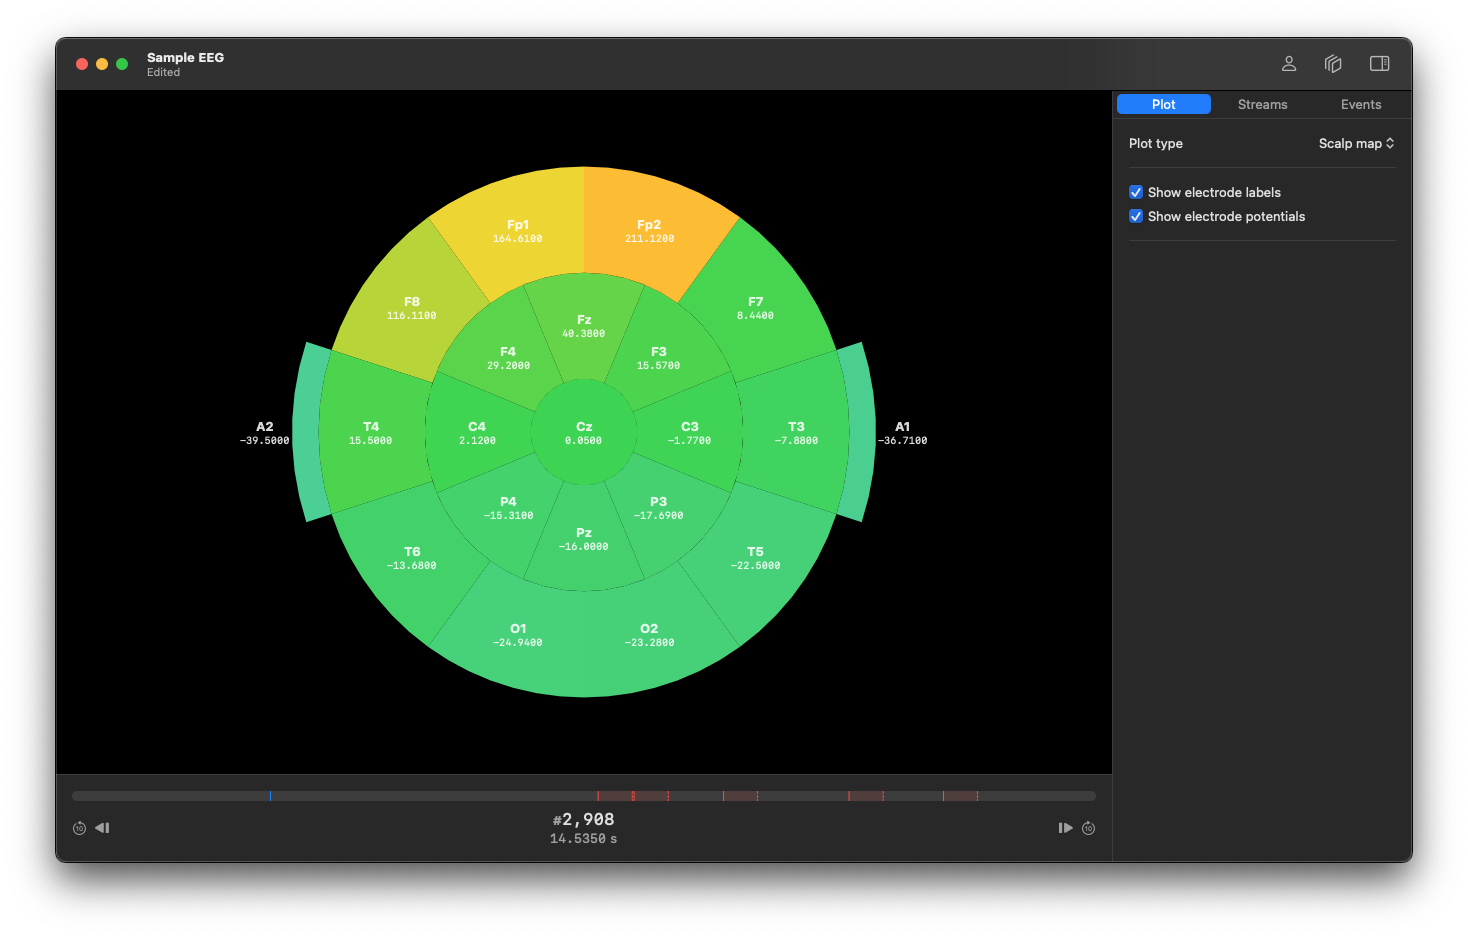 Sample EEG
Edited
Plot Streams Events
Plot type Scalp map
Show electrode labels
Show electrode potentials
Fp1
164.6100
Fp2
211.1200
F8
116.1100
F7
8.4400
Fz
40.3800
F4
29.2000
F3
15.5700
A2
−39.5000
T4
15.5000
C4
2.1200
Cz
0.0500
C3
−1.7700
T3
−7.8800
A1
−36.7100
P4
−15.3100
P3
−17.6900
Pz
−16.0000
T6
−13.6800
T5
−22.5000
O1
−24.9400
O2
−23.2800
#2,908
14.5350 s
10
10